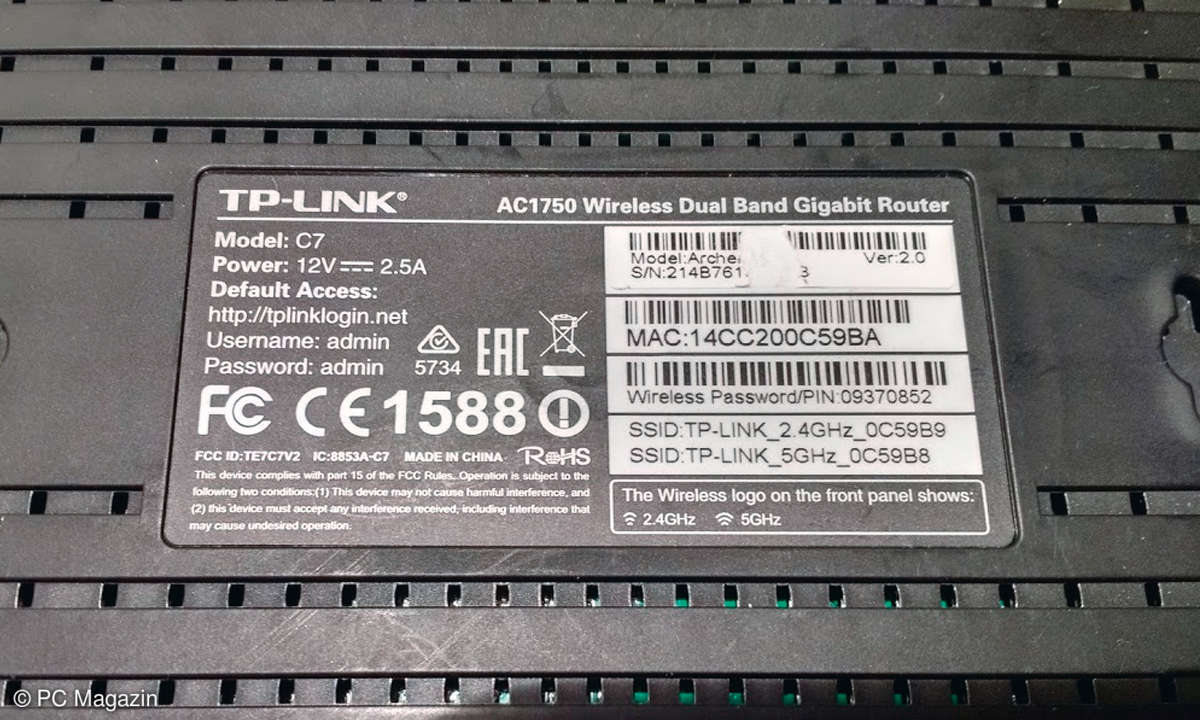 TP-LINK®
AC1750 Wireless Dual Band Gigabit Router
Model: C7
Power: 12V 2.5A
Default Access:
http://tplinklogin.net
Username: admin
Password: admin
5734
EAC
FC CE 1588
FCC ID:TE7C7V2 IC:8853A-C7 MADE IN CHINA RoHS
This device complies with part 15 of the FCC Rules. Operation is subject to the
following two conditions:(1) This device may not cause harmful interference, and
(2) this device must accept any interference received, including interference that
may cause undesired operation.
Ver:2.0
S/N:214B761
MAC:14CC200C59BA
Wireless Password/PIN:09370852
SSID:TP-LINK_2.4GHz_0C59B9
SSID:TP-LINK_5GHz_0C59B8
The Wireless logo on the front panel shows:
2.4GHz 5GHz
© PC Magazin